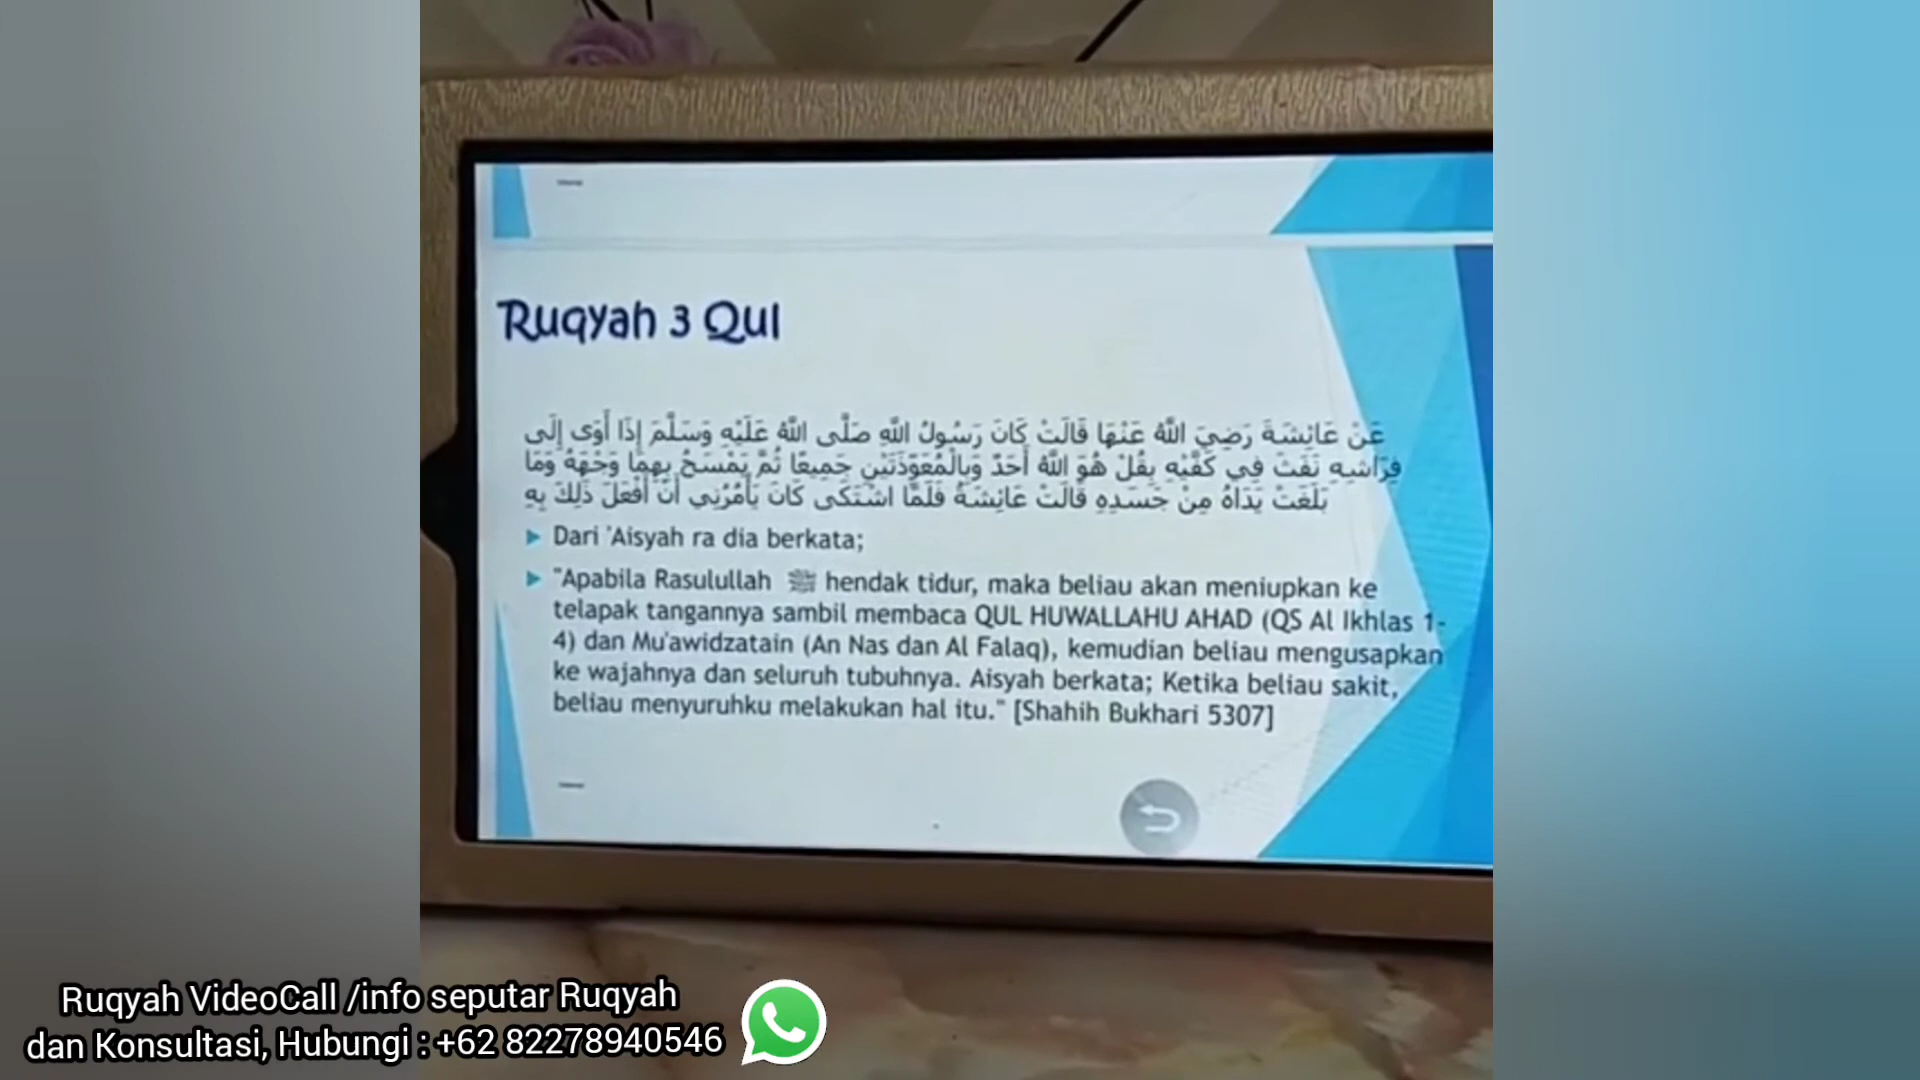 Ruqyah 3 Qul
عَنْ عَائِشَةَ رَضِيَ اللَّهُ عَنْهَا قَالَتْ كَانَ رَسُولُ اللَّهِ صَلَّى اللَّهُ عَلَيْهِ وَسَلَّمَ إِذَا أَوَى إِلَى
فِرَاشِهِ نَفَثَ فِي كَفَّيْهِ بِقُلْ هُوَ اللَّهُ أَحَدٌ وَبِالْمُعَوِّذَتَيْنِ جَمِيعًا ثُمَّ يَمْسَحُ بِهِمَا وَجْهَهُ وَمَا
بَلَغَتْ يَدَاهُ مِنْ جَسَدِهِ قَالَتْ عَائِشَةُ فَلَمَّا اشْتَكَى كَانَ يَأْمُرُنِي أَنْ أَفْعَلَ ذَلِكَ بِهِ
Dari 'Aisyah ra dia berkata;
"Apabila Rasulullah ﷺ hendak tidur, maka beliau akan meniupkan ke
telapak tangannya sambil membaca QUL HUWALLAHU AHAD (QS Al Ikhlas 1-
4) dan Mu'awidzatain (An Nas dan Al Falaq), kemudian beliau mengusapkan
ke wajahnya dan seluruh tubuhnya. Aisyah berkata; Ketika beliau sakit,
beliau menyuruhku melakukan hal itu." [Shahih Bukhari 5307]
Ruqyah VideoCall /info seputar Ruqyah
dan Konsultasi, Hubungi : +62 82278940546